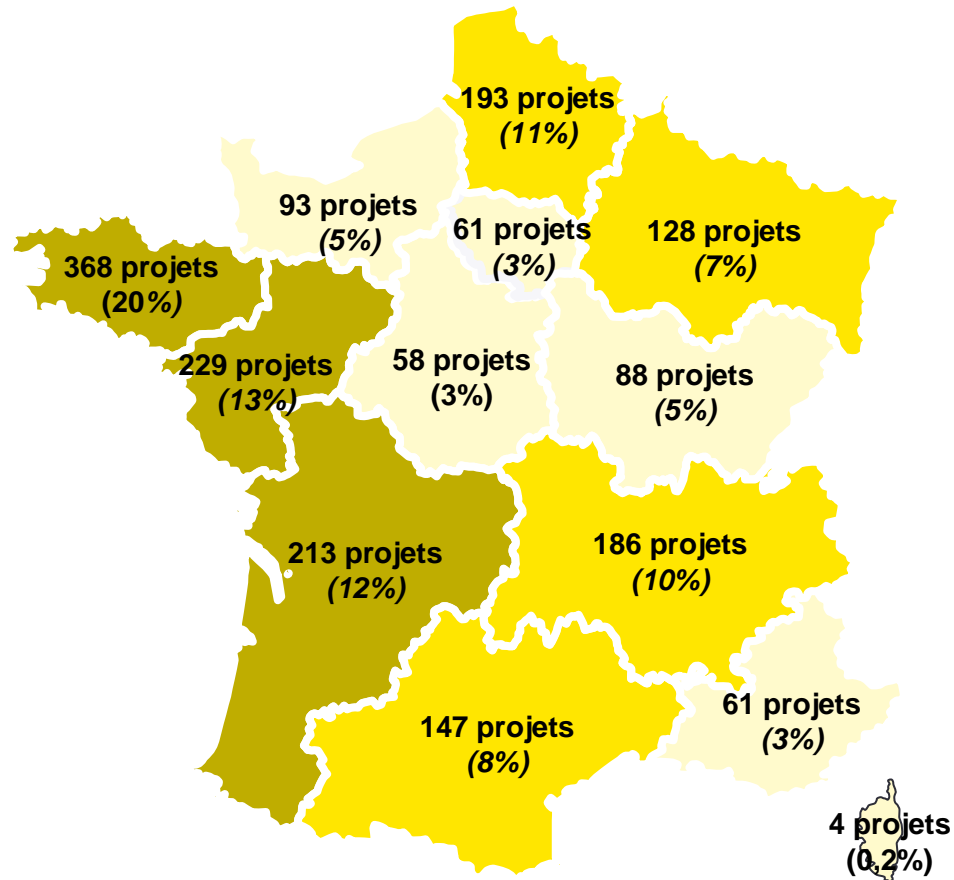 193 projets
(11%)
93 projets
(5%)
61 projets
(3%)
128 projets
(7%)
368 projets
(20%)
229 projets
(13%)
58 projets
(3%)
88 projets
(5%)
213 projets
(12%)
186 projets
(10%)
147 projets
(8%)
61 projets
(3%)
4 projets
(0,2%)